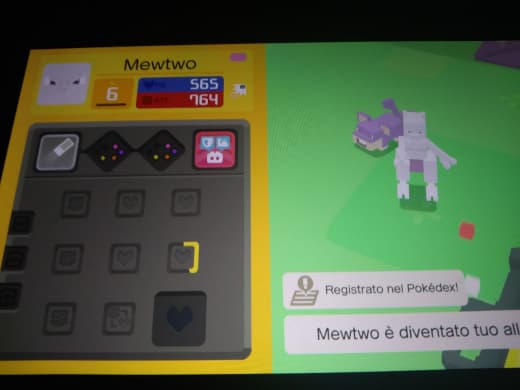 Mewtwo
6
565
764
Registrato nel Pokédex!
Mewtwo è diventato tuo all